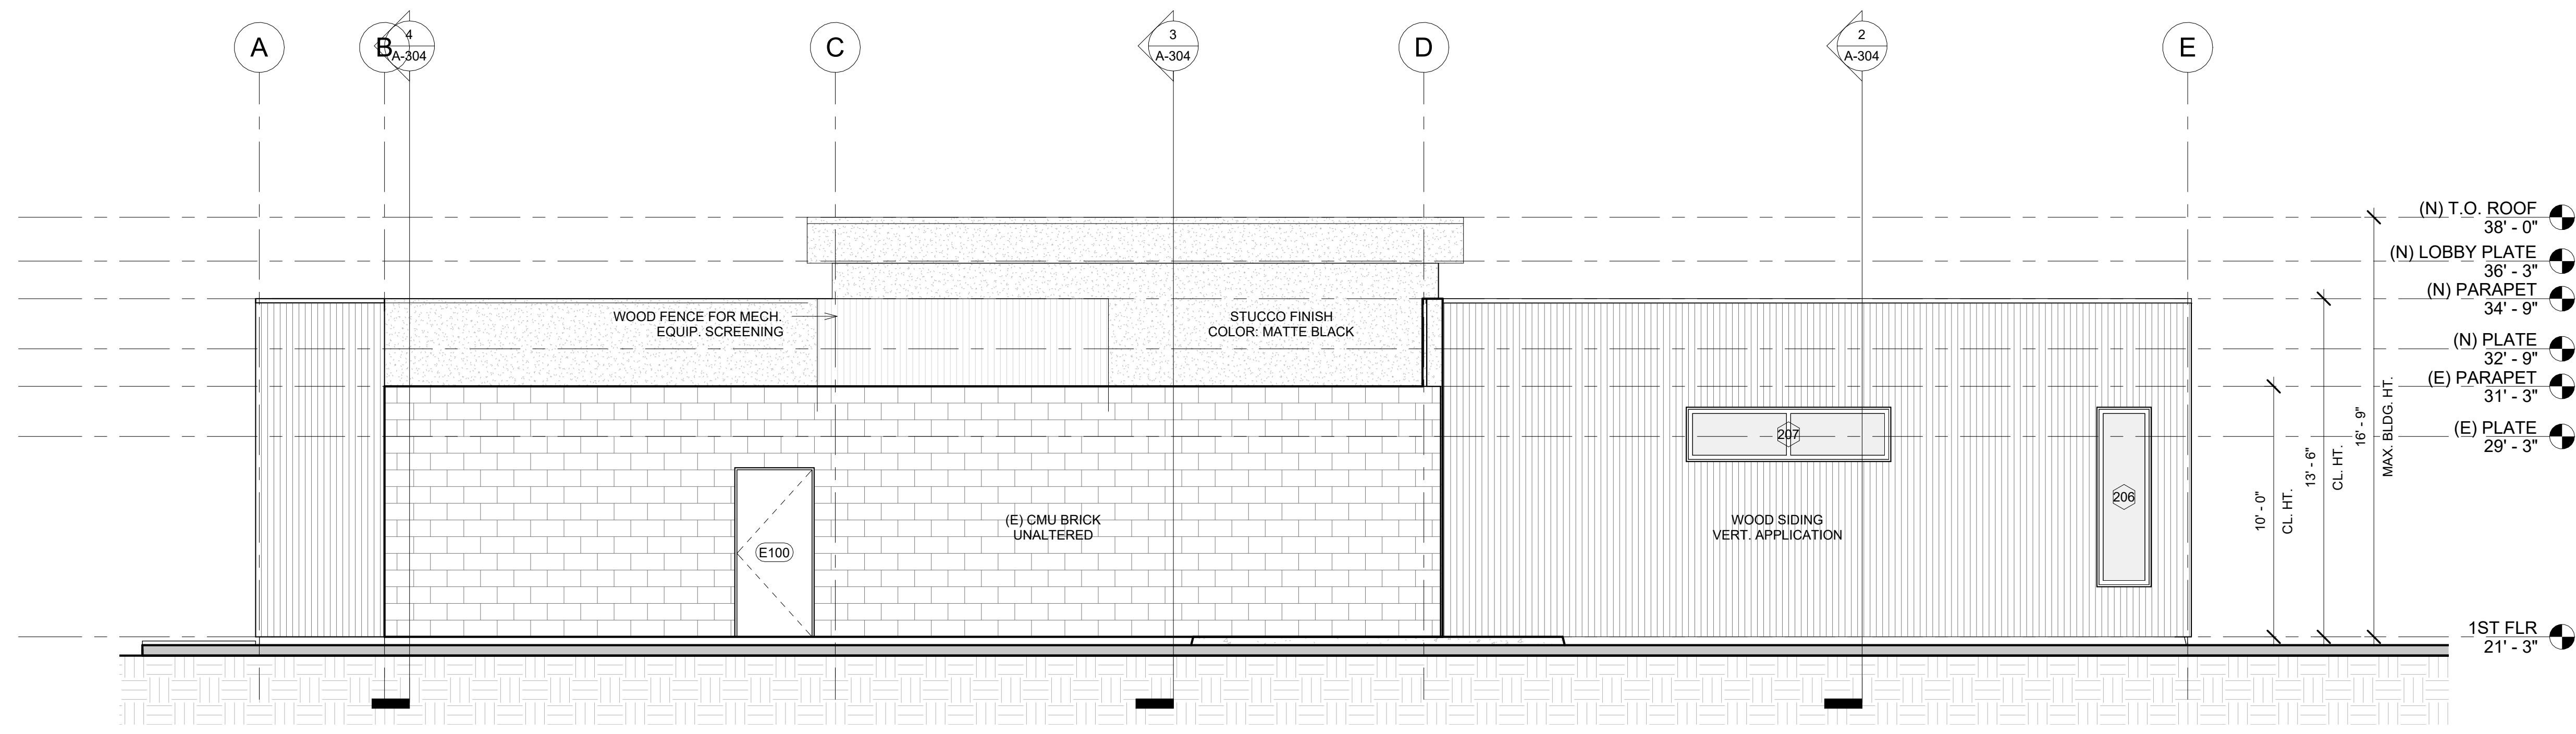 A
B
4
A-304
C
3
A-304
D
2
A-304
E
(N) T.O. ROOF
38' - 0"
(N) LOBBY PLATE
36' - 3"
(N) PARAPET
34' - 9"
WOOD FENCE FOR MECH.
EQUIP. SCREENING
STUCCO FINISH
COLOR: MATTE BLACK
(N) PLATE
32' - 9"
(E) PARAPET
31' - 3"
(E) PLATE
29' - 3"
16' - 9"
MAX. BLDG. HT.
13' - 6"
CL. HT.
10' - 0"
CL. HT.
207
206
(E) CMU BRICK
UNALTERED
WOOD SIDING
VERT. APPLICATION
E100
1ST FLR
21' - 3"